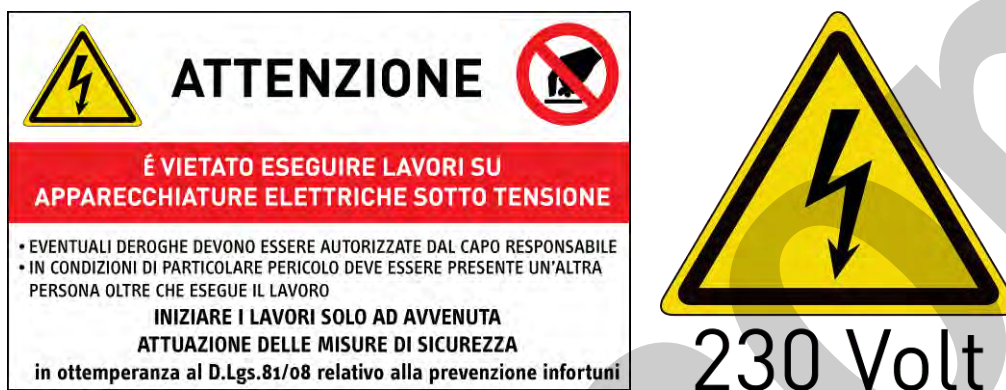 ATTENZIONE
É VIETATO ESEGUIRE LAVORI SU
APPARECCHIATURE ELETTRICHE SOTTO TENSIONE
• EVENTUALI DEROGHE DEVONO ESSERE AUTORIZZATE DAL CAPO RESPONSABILE
• IN CONDIZIONI DI PARTICOLARE PERICOLO DEVE ESSERE PRESENTE UN'ALTRA
PERSONA OLTRE CHE ESEGUE IL LAVORO
INIZIARE I LAVORI SOLO AD AVVENUTA
ATTUAZIONE DELLE MISURE DI SICUREZZA
in ottemperanza al D.Lgs.81/08 relativo alla prevenzione infortuni
230 Volt